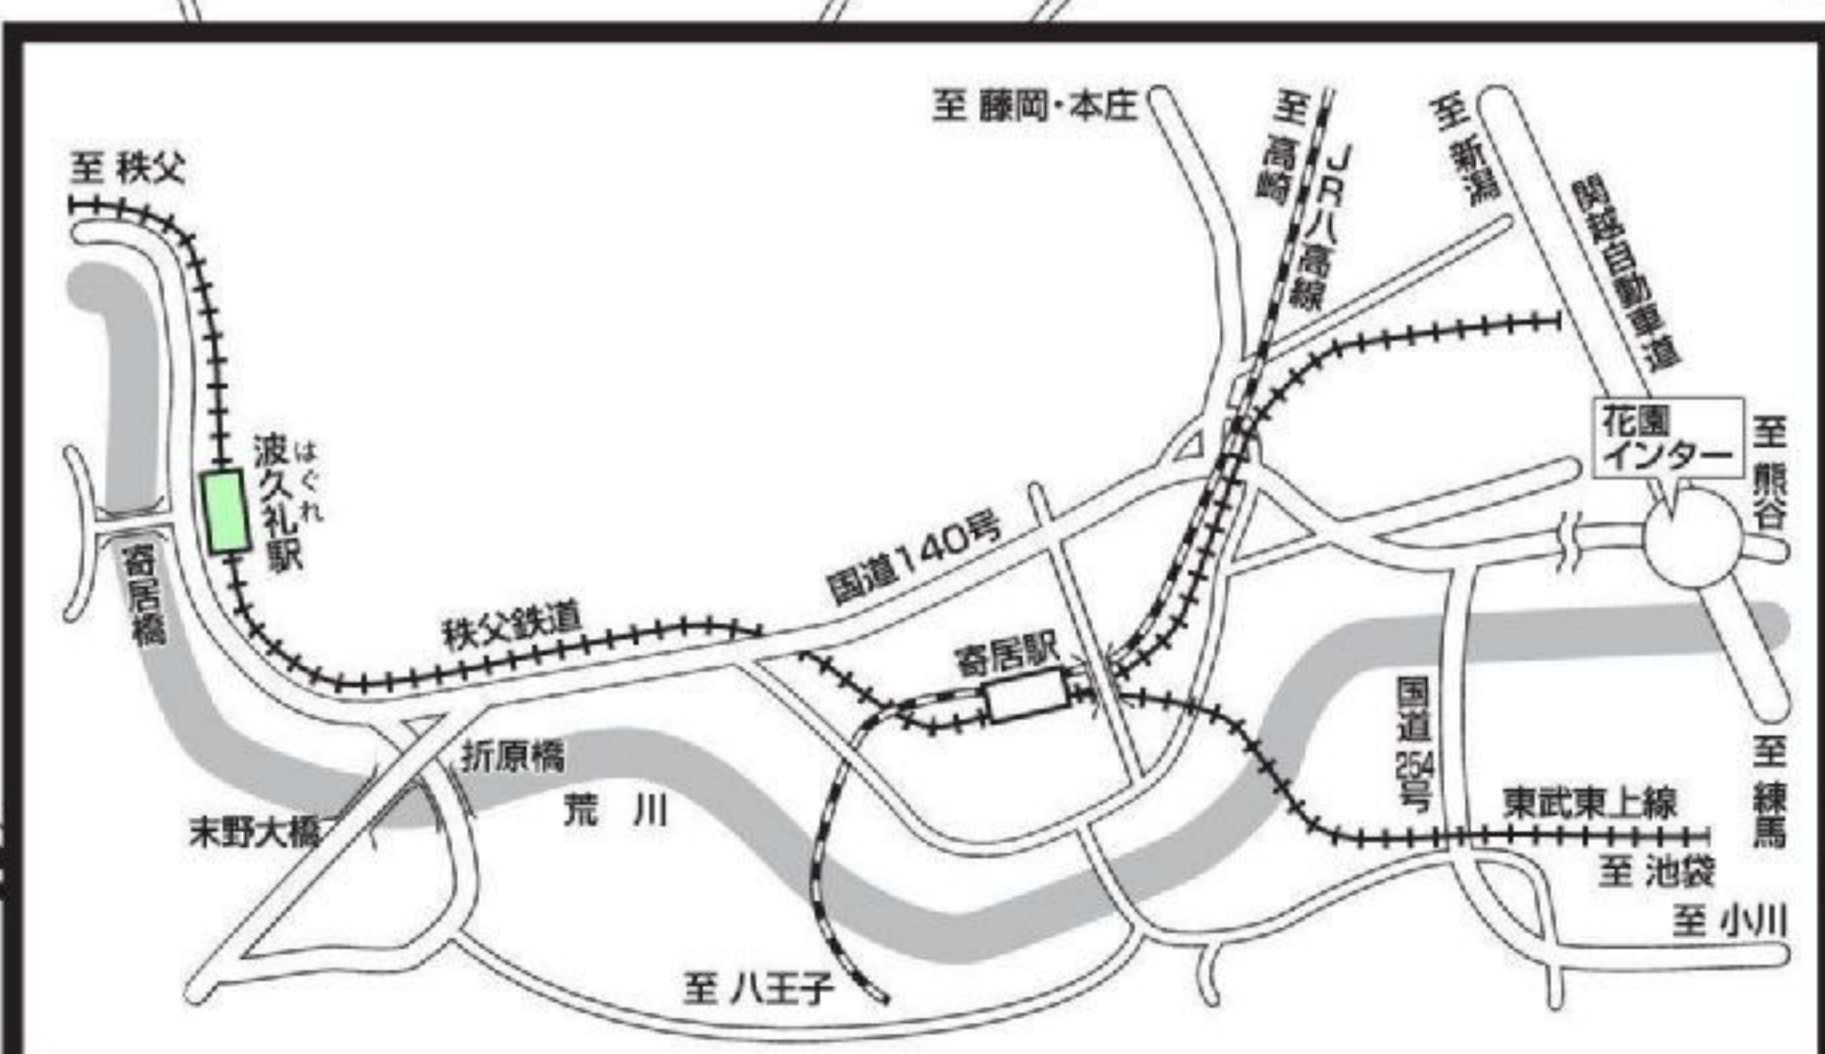 至 藤岡・本庄
至 高崎
JR八高線
至 新潟
関越自動車道
至 秩父
花園
インター
至 熊谷
波久礼駅
はぐれ
国道140号
寄居橋
秩父鉄道
寄居駅
国道254号
折原橋
荒 川
末野大橋
東武東上線
至 池袋
至 練馬
至 小川
至 八王子